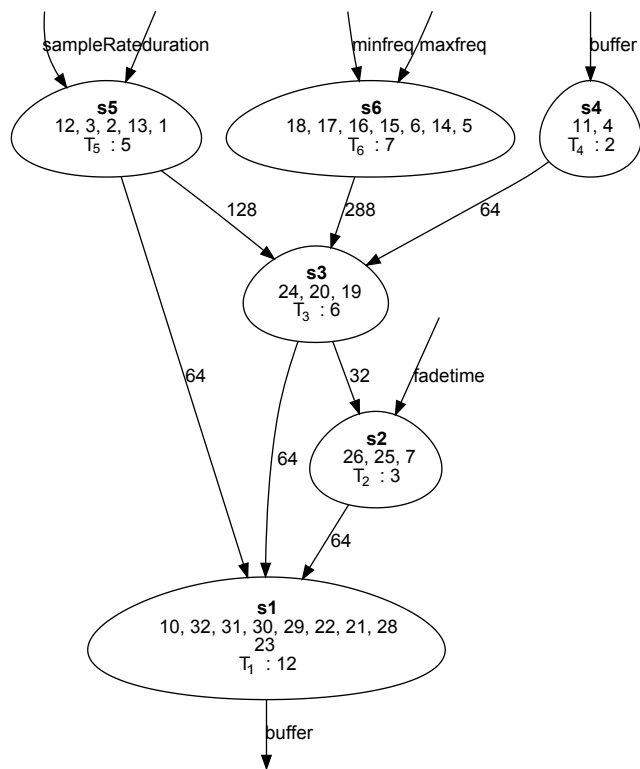 sampleRate duration
minfreq maxfreq
buffer
s5
12, 3, 2, 13, 1
T5 : 5
s6
18, 17, 16, 15, 6, 14, 5
T6 : 7
s4
11, 4
T4 : 2
128
288
64
s3
24, 20, 19
T3 : 6
64
32
fadetime
64
s2
26, 25, 7
T2 : 3
64
s1
10, 32, 31, 30, 29, 22, 21, 28
23
T1 : 12
buffer